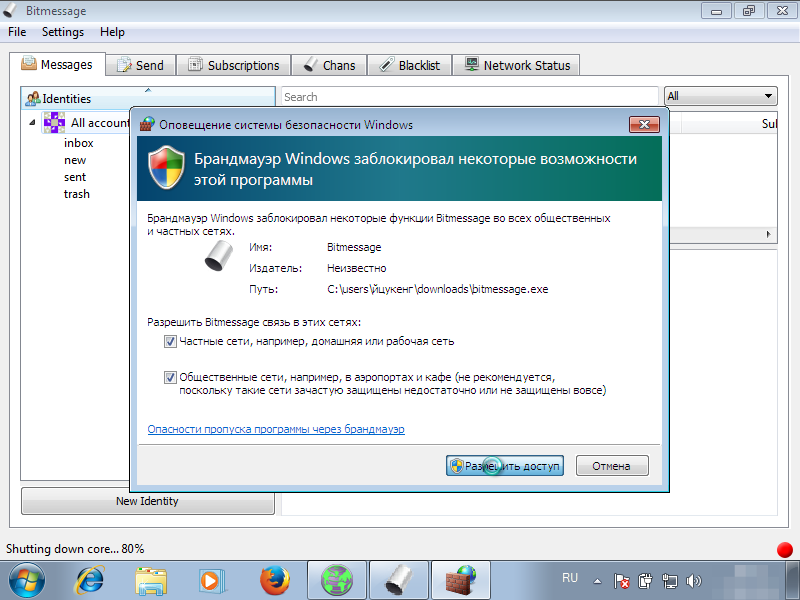 Bitmessage
File Settings Help
Messages Send Subscriptions Chans Blacklist Network Status
Identities
Search
All
All account
Sul
inbox
new
sent
trash
Оповещение системы безопасности Windows
Брандмауэр Windows заблокировал некоторые возможности
этой программы
Брандмауэр Windows заблокировал некоторые функции Bitmessage во всех общественных
и частных сетях.
Имя: Bitmessage
Издатель: Неизвестно
Путь: C:\users\йцукенг\downloads\bitmessage.exe
Разрешить Bitmessage связь в этих сетях:
Частные сети, например, домашняя или рабочая сеть
Общественные сети, например, в аэропортах и кафе (не рекомендуется,
поскольку такие сети зачастую защищены недостаточно или не защищены вовсе)
Опасности пропуска программы через брандмауэр
Разрешить доступ Отмена
New Identity
Shutting down core... 80%
RU